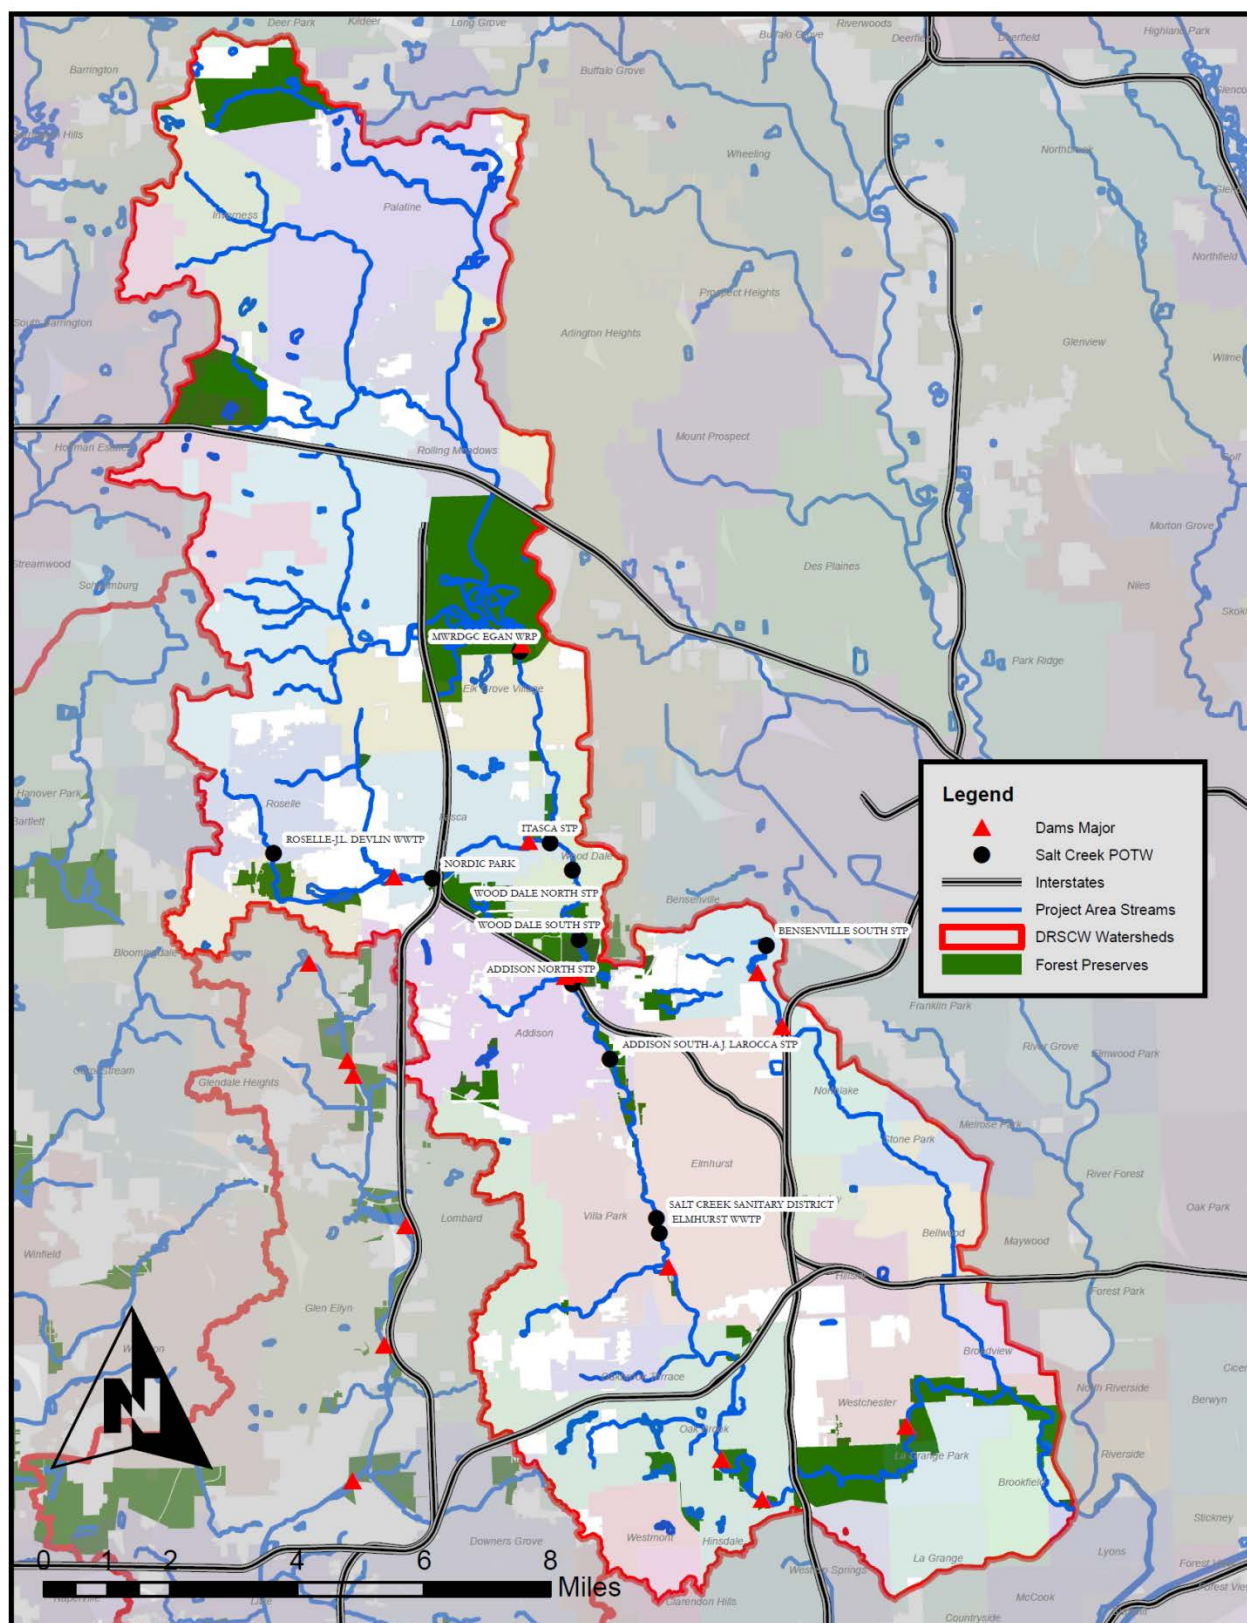 Deer Park
Kildeer
Long Grove
Riverwoods
Buffalo Grove
Deerfield
Deerfield
Highland Park
Barrington
Buffalo Grove
Wheeling
Northbrook
Inverness
Palatine
Northfield
Prospect Heights
South Barrington
Arlington Heights
Glenview
Mount Prospect
Rolling Meadows
Golf
Morton Grove
Streamwood
Schaumburg
Des Plaines
Niles
MWRDGC EGAN WRP
Park Ridge
Elk Grove Village
Hanover Park
Bartlett
Roselle
Itasca
ITASCA STP
ROSELLE-J.L. DEVLIN WWTP
NORDIC PARK
Wood Dale
WOOD DALE NORTH STP
Bensenville
WOOD DALE SOUTH STP
BENSENVILLE SOUTH STP
Bloomingdale
ADDISON NORTH STP
Legend
Dams Major
Salt Creek POTW
Interstates
Project Area Streams
DRSCW Watersheds
Forest Preserves
Franklin Park
Addison
ADDISON SOUTH-A.J. LAROCCA STP
River Grove
Elmwood Park
Carol Stream
Glendale Heights
Northlake
Melrose Park
Stone Park
Elmhurst
River Forest
Oak Park
SALT CREEK SANITARY DISTRICT
ELMHURST WWTP
Villa Park
Lombard
Bellwood
Maywood
Winfield
Hillside
Forest Park
Glen Ellyn
Broadview
Oakbrook Terrace
North Riverside
Berwyn
Westchester
Oak Brook
La Grange Park
Riverside
Brookfield
N
Stickney
Downers Grove
Westmont
Hinsdale
La Grange
Lyons
Western Springs
0 1 2 4 6 8
Miles
Clarendon Hills
McCook
Countryside
Naperville